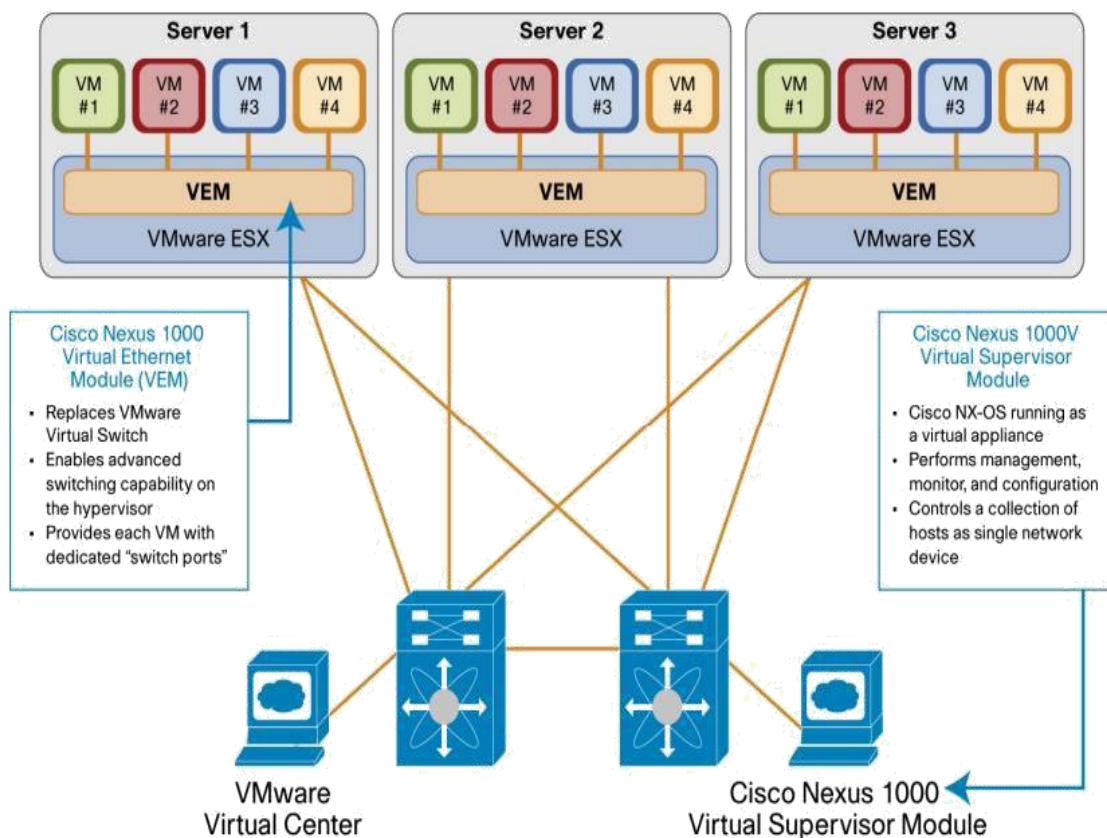 Server 1
VM
#1
VM
#2
VM
#3
VM
#4
VEM
VMware ESX
Server 2
VM
#1
VM
#2
VM
#3
VM
#4
VEM
VMware ESX
Server 3
VM
#1
VM
#2
VM
#3
VM
#4
VEM
VMware ESX
Cisco Nexus 1000
Virtual Ethernet
Module (VEM)
• Replaces VMware
Virtual Switch
• Enables advanced
switching capability on
the hypervisor
• Provides each VM with
dedicated “switch ports”
Cisco Nexus 1000V
Virtual Supervisor
Module
• Cisco NX-OS running as
a virtual appliance
• Performs management,
monitor, and configuration
• Controls a collection of
hosts as single network
device
VMware
Virtual Center
Cisco Nexus 1000
Virtual Supervisor Module